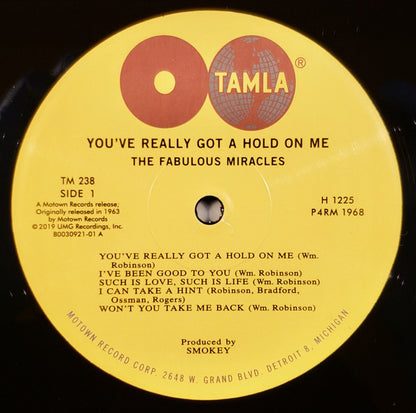 TAMLA ®
YOU'VE REALLY GOT A HOLD ON ME
THE FABULOUS MIRACLES
TM 238
SIDE 1
A Motown Records release;
Originally released in 1963
by Motown Records
© 2019 UMG Recordings, Inc.
B0030921-01 A
H 1225
P4RM 1968
YOU'VE REALLY GOT A HOLD ON ME (Wm.
Robinson)
I'VE BEEN GOOD TO YOU (Wm. Robinson)
SUCH IS LOVE, SUCH IS LIFE (Wm. Robinson)
I CAN TAKE A HINT (Robinson, Bradford,
Ossman, Rogers)
WON'T YOU TAKE ME BACK (Wm. Robinson)
Produced by
SMOKEY
MOTOWN RECORD CORP. 2648 W. GRAND BLVD. DETROIT 8, MICHIGAN